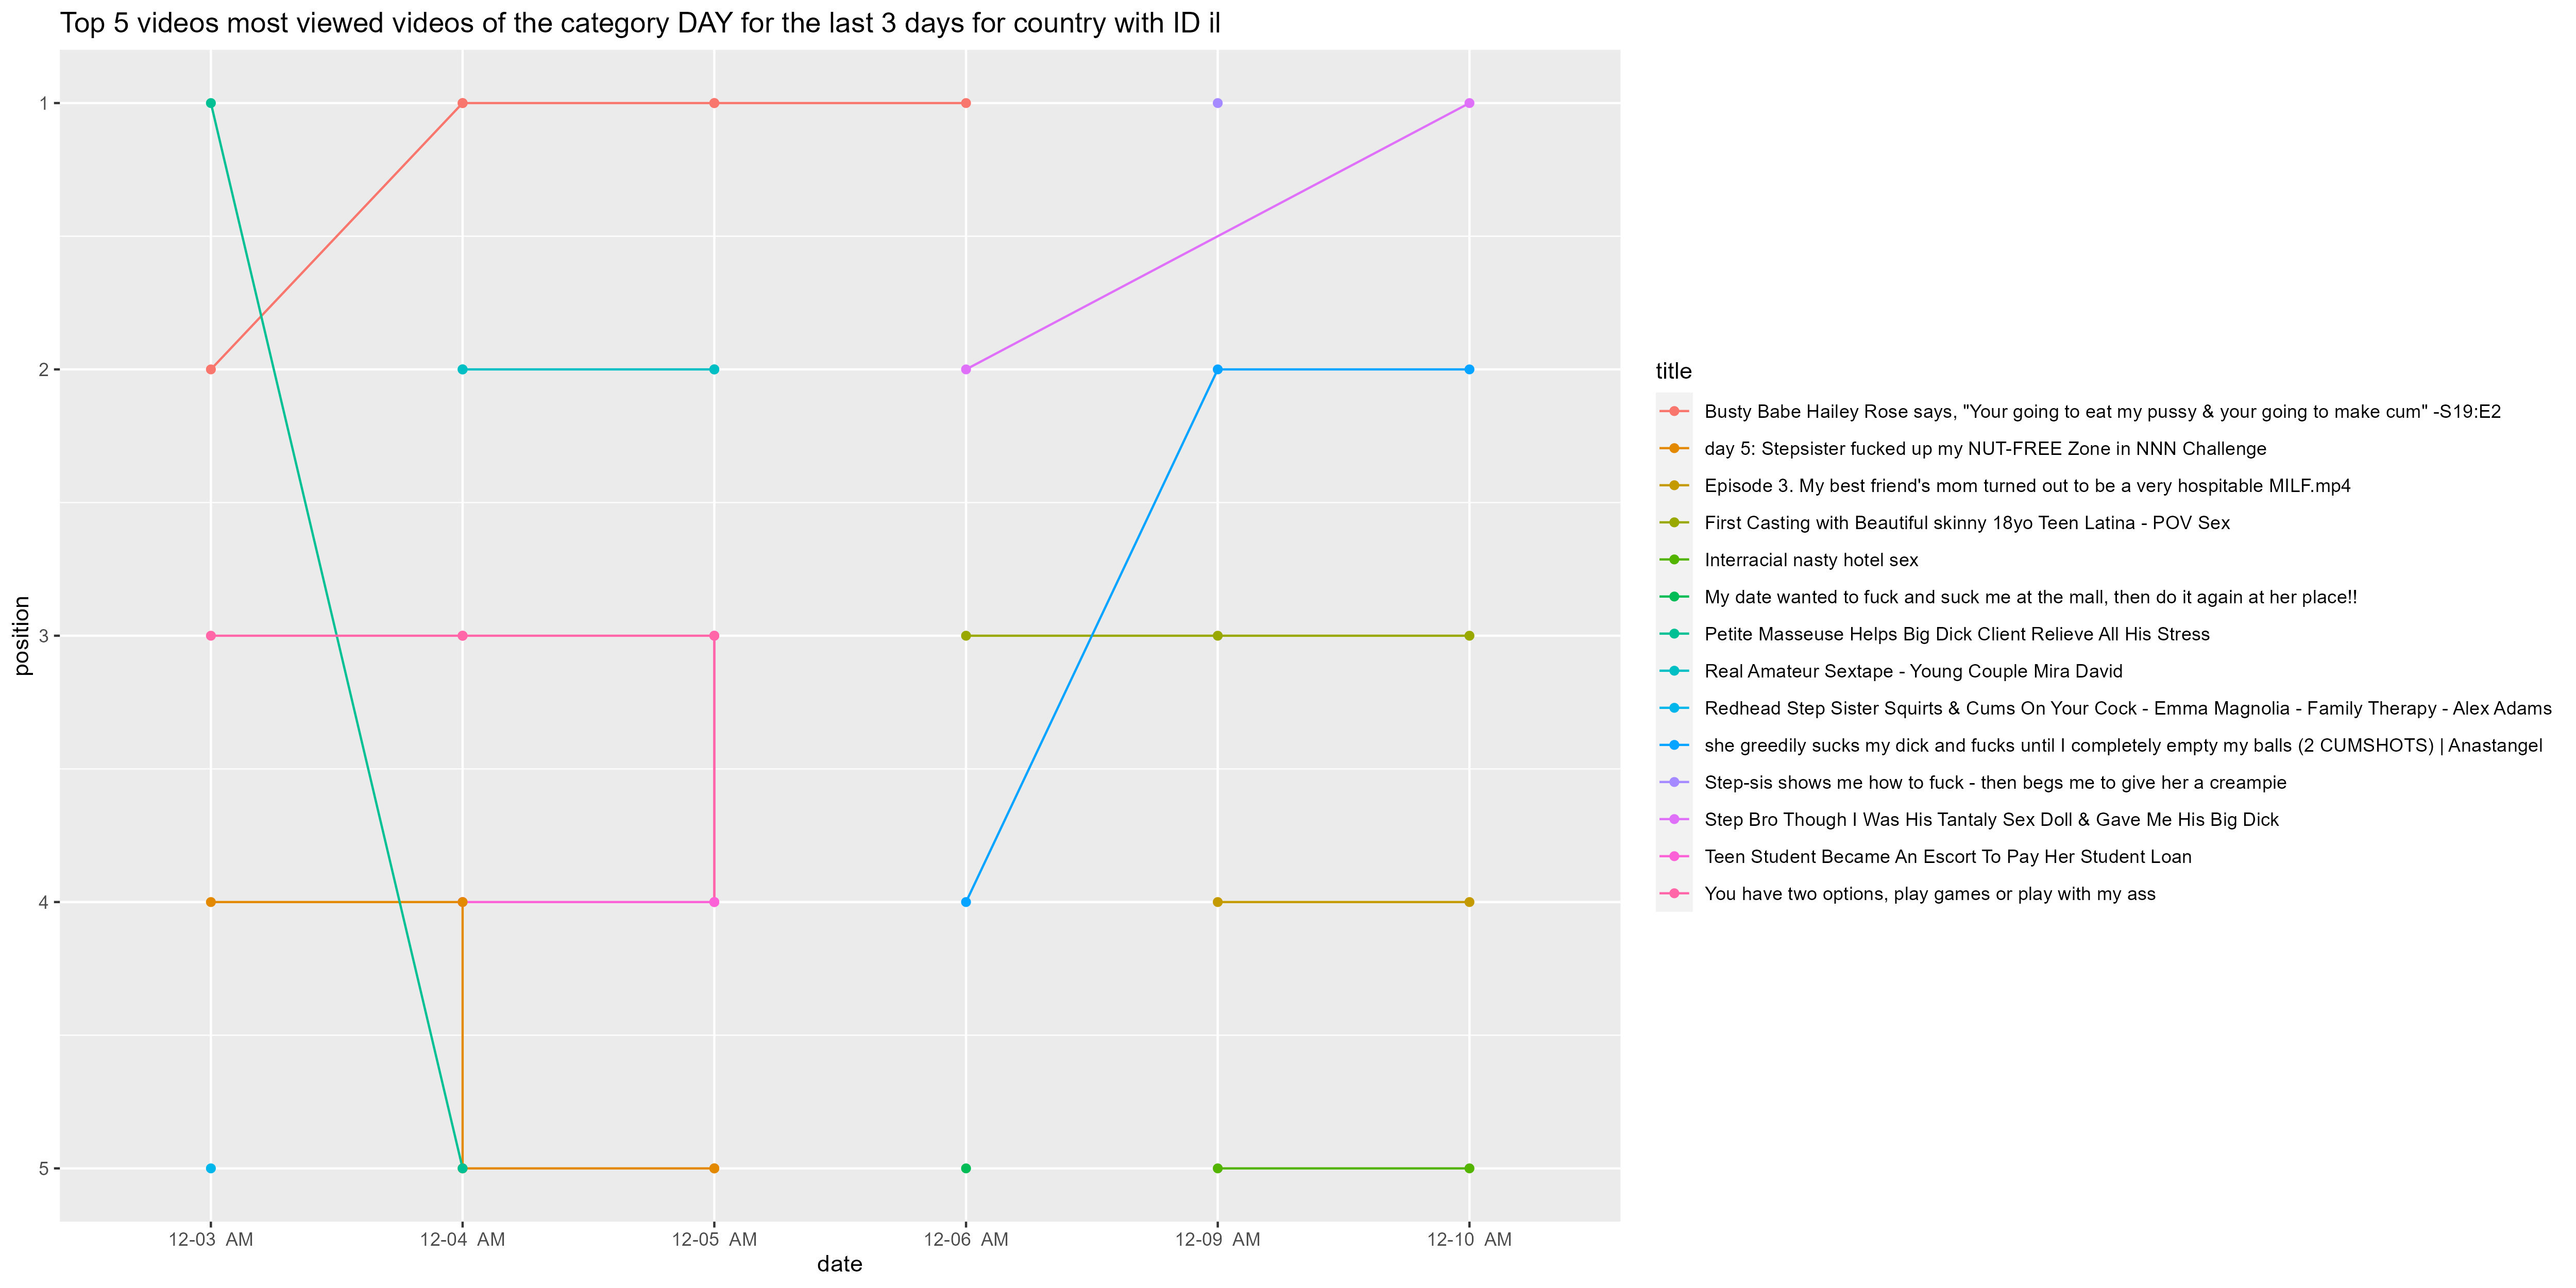 Top 5 videos most viewed videos of the category DAY for the last 3 days for country with ID il
1
2
3
4
5
position
12-03 AM
12-04 AM
12-05 AM
12-06 AM
12-09 AM
12-10 AM
date
title
Busty Babe Hailey Rose says, "Your going to eat my pussy & your going to make cum" -S19:E2
day 5: Stepsister fucked up my NUT-FREE Zone in NNN Challenge
Episode 3. My best friend's mom turned out to be a very hospitable MILF.mp4
First Casting with Beautiful skinny 18yo Teen Latina - POV Sex
Interracial nasty hotel sex
My date wanted to fuck and suck me at the mall, then do it again at her place!!
Petite Masseuse Helps Big Dick Client Relieve All His Stress
Real Amateur Sextape - Young Couple Mira David
Redhead Step Sister Squirts & Cums On Your Cock - Emma Magnolia - Family Therapy - Alex Adams
she greedily sucks my dick and fucks until I completely empty my balls (2 CUMSHOTS) | Anastangel
Step-sis shows me how to fuck - then begs me to give her a creampie
Step Bro Though I Was His Tantaly Sex Doll & Gave Me His Big Dick
Teen Student Became An Escort To Pay Her Student Loan
You have two options, play games or play with my ass